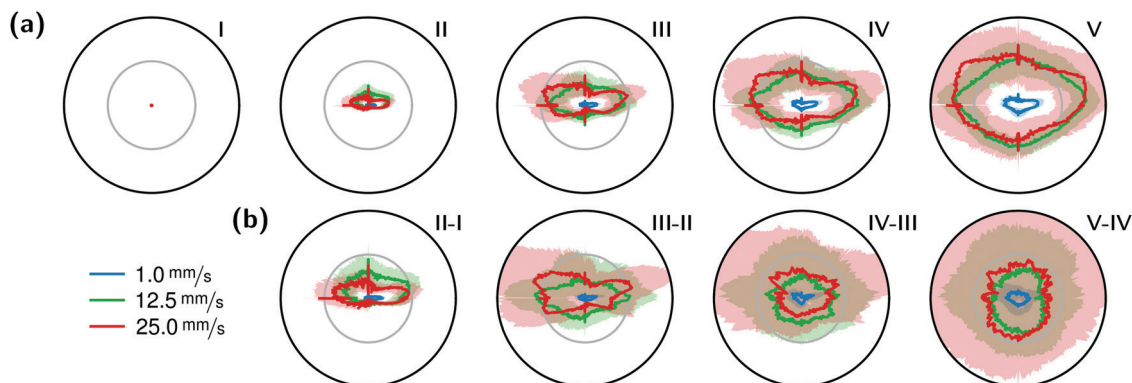 (a) I II III IV V
(b) II-I III-II IV-III V-IV
1.0 mm/s
12.5 mm/s
25.0 mm/s